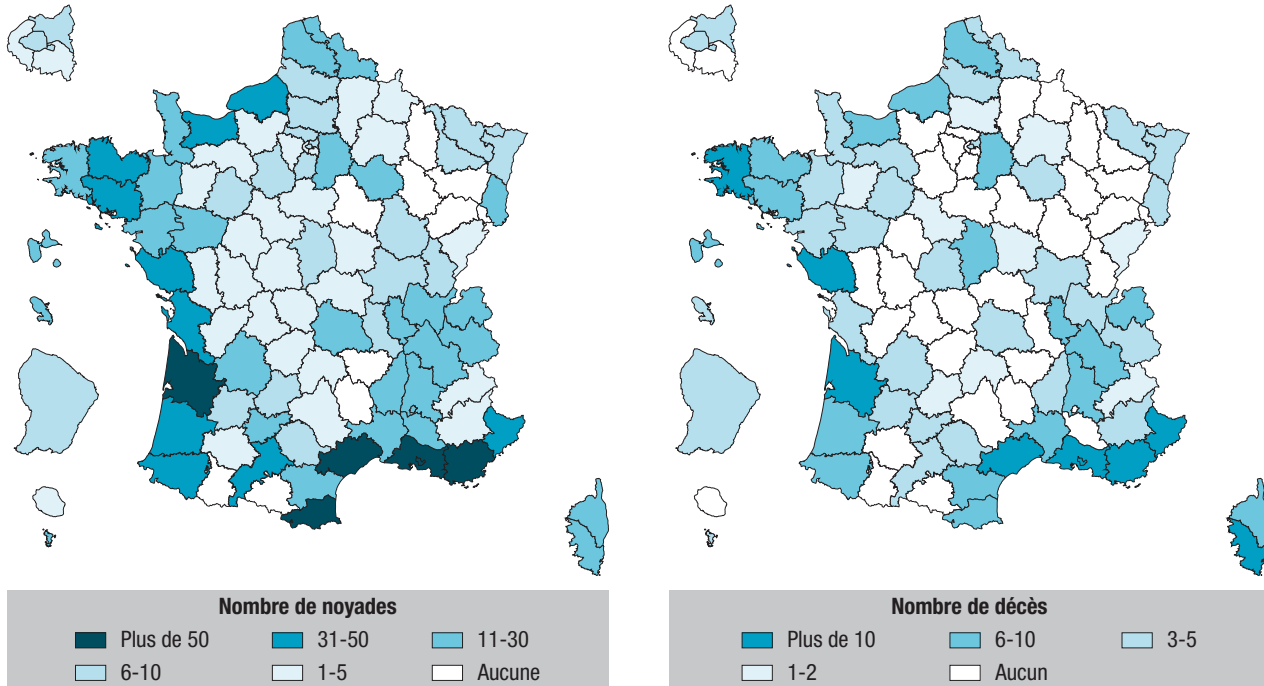 Nombre de noyades
Plus de 50
31-50
11-30
6-10
1-5
Aucune
Nombre de décès
Plus de 10
6-10
3-5
1-2
Aucun